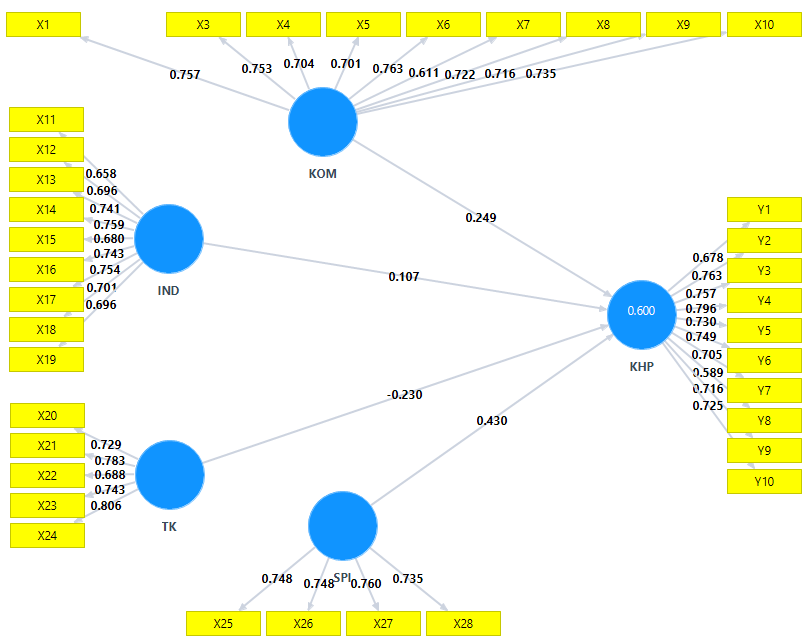 X1
X3
X4
X5
X6
X7
X8
X9
X10
0.757
0.753
0.704
0.701
0.763
0.611
0.722
0.716
0.735
KOM
X11
X12
X13
X14
X15
X16
X17
X18
X19
0.658
0.696
0.741
0.759
0.680
0.743
0.754
0.701
0.696
IND
0.249
0.107
-0.230
0.430
0.600
KHP
Y1
Y2
Y3
Y4
Y5
Y6
Y7
Y8
Y9
Y10
0.678
0.763
0.757
0.796
0.730
0.749
0.705
0.589
0.716
0.725
X20
X21
X22
X23
X24
0.729
0.783
0.688
0.743
0.806
TK
SPI
0.748
0.748
0.760
0.735
X25
X26
X27
X28